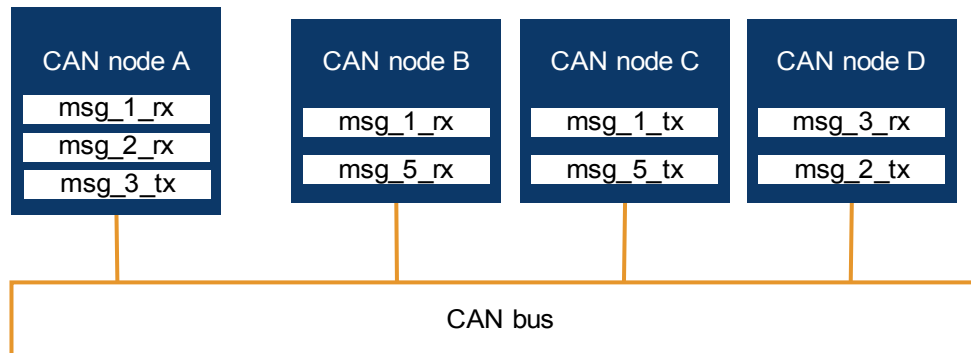 CAN node A
msg_1_rx
msg_2_rx
msg_3_tx
CAN node B
msg_1_rx
msg_5_rx
CAN node C
msg_1_tx
msg_5_tx
CAN node D
msg_3_rx
msg_2_tx
CAN bus